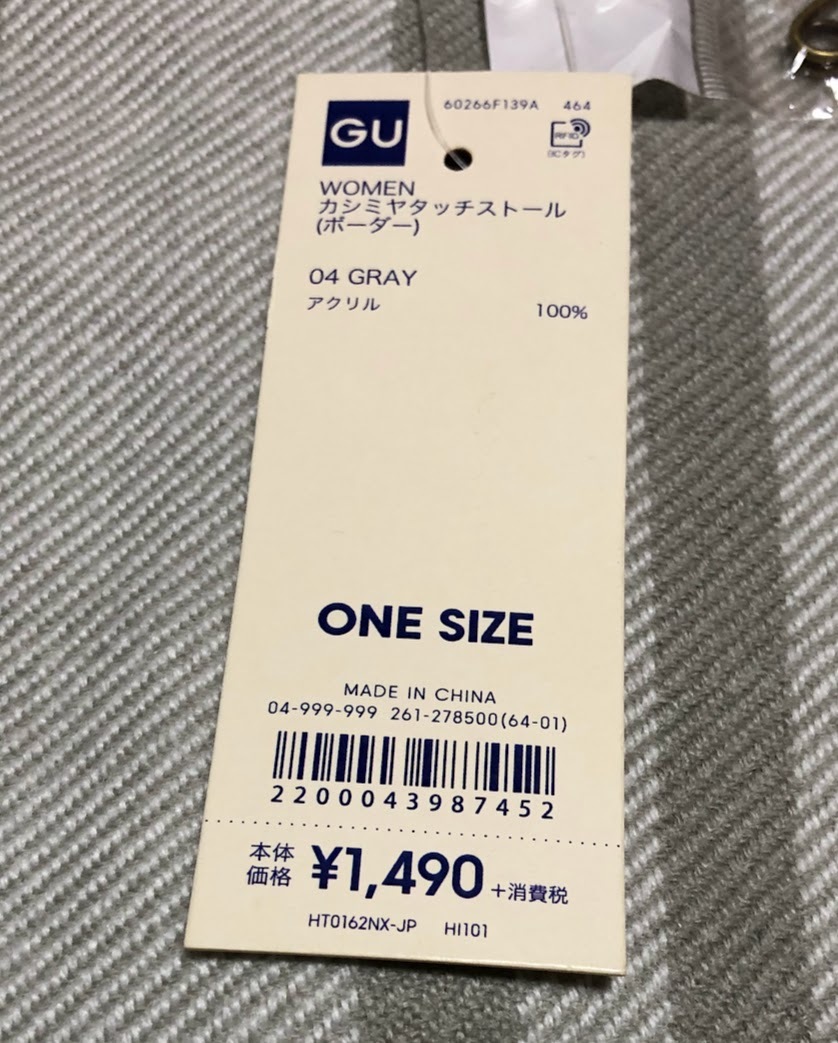 GU
60266F139A 464
RFID
(ICタグ)
WOMEN
カシミヤタッチストール
(ボーダー)
04 GRAY
アクリル 100%
ONE SIZE
MADE IN CHINA
04-999-999 261-278500(64-01)
2200043987452
本体価格 ¥1,490 +消費税
HT0162NX-JP HI101